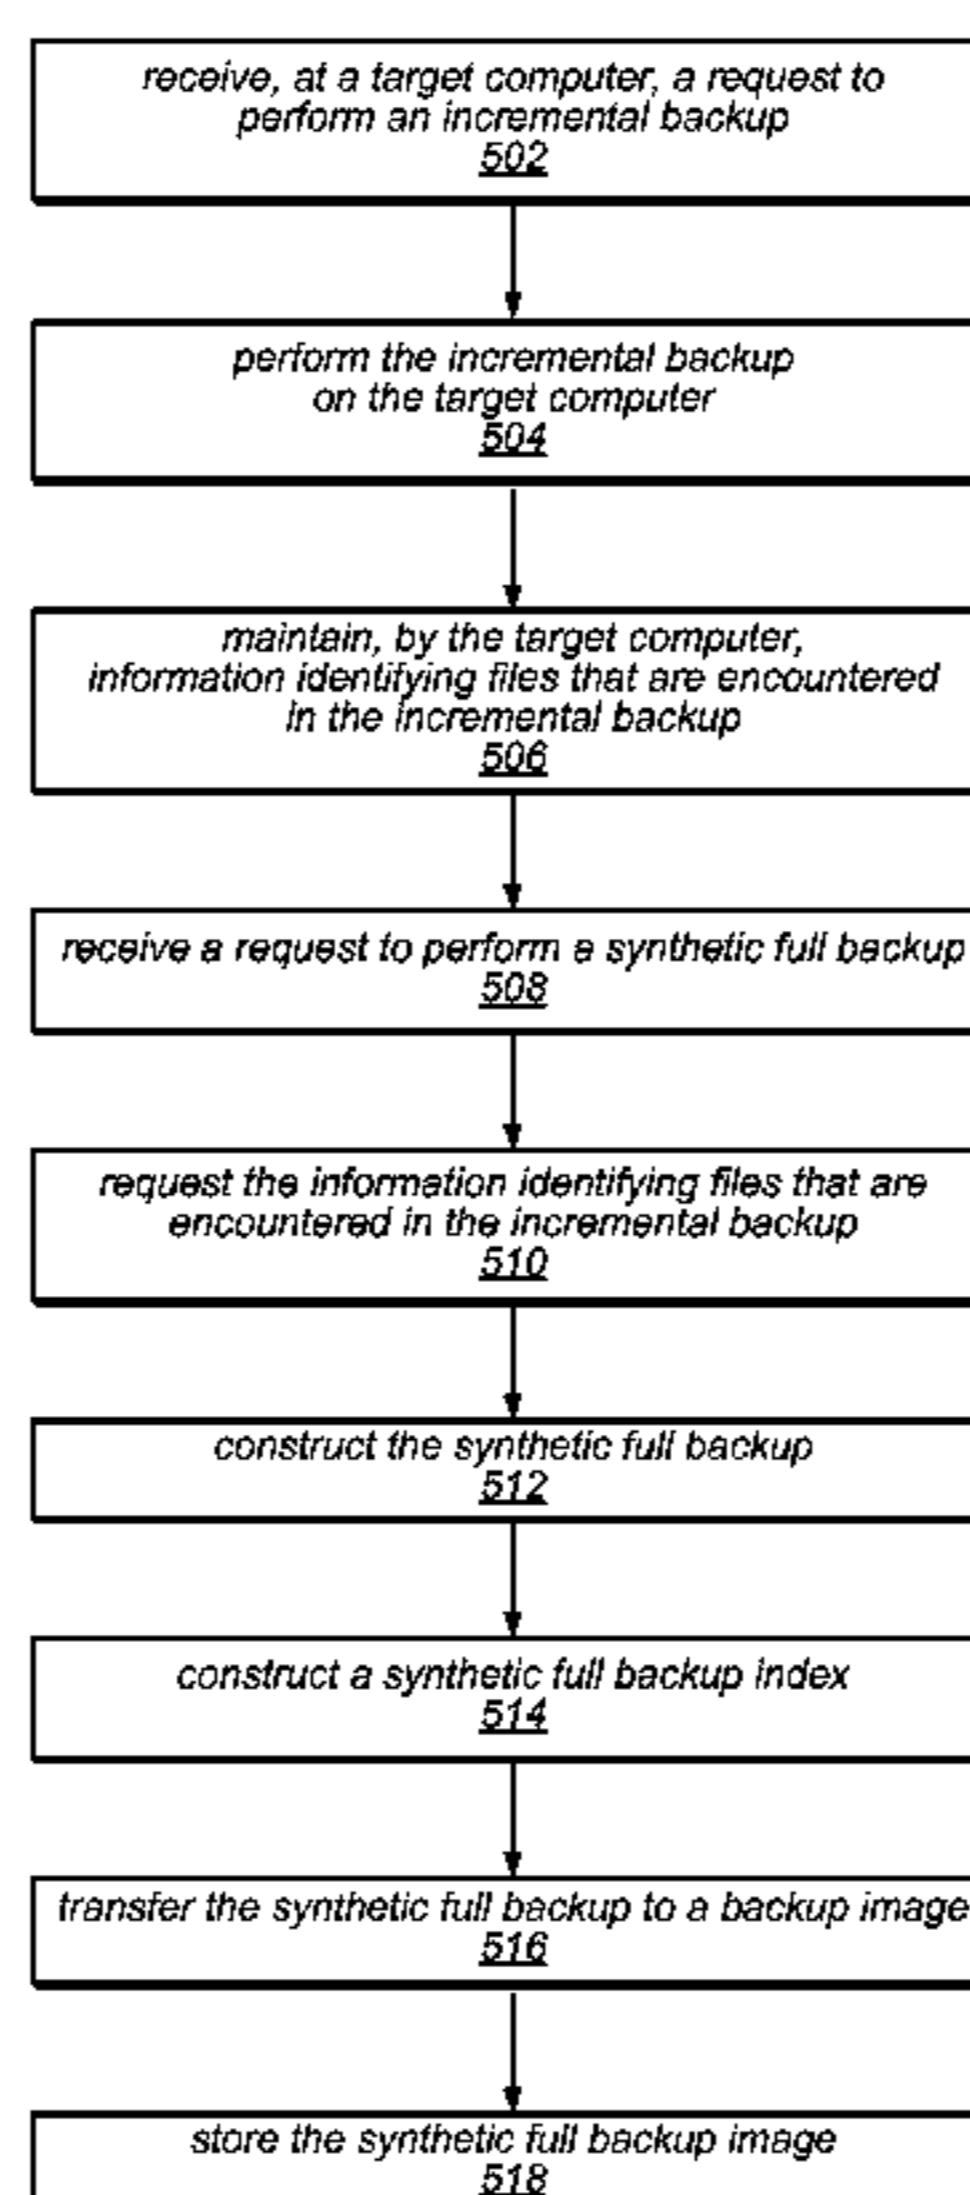 receive, at a target computer, a request to
perform an incremental backup
502
perform the incremental backup
on the target computer
504
maintain, by the target computer,
information identifying files that are encountered
in the incremental backup
506
receive a request to perform a synthetic full backup
508
request the information identifying files that are
encountered in the incremental backup
510
construct the synthetic full backup
512
construct a synthetic full backup index
514
transfer the synthetic full backup to a backup image
516
store the synthetic full backup image
518